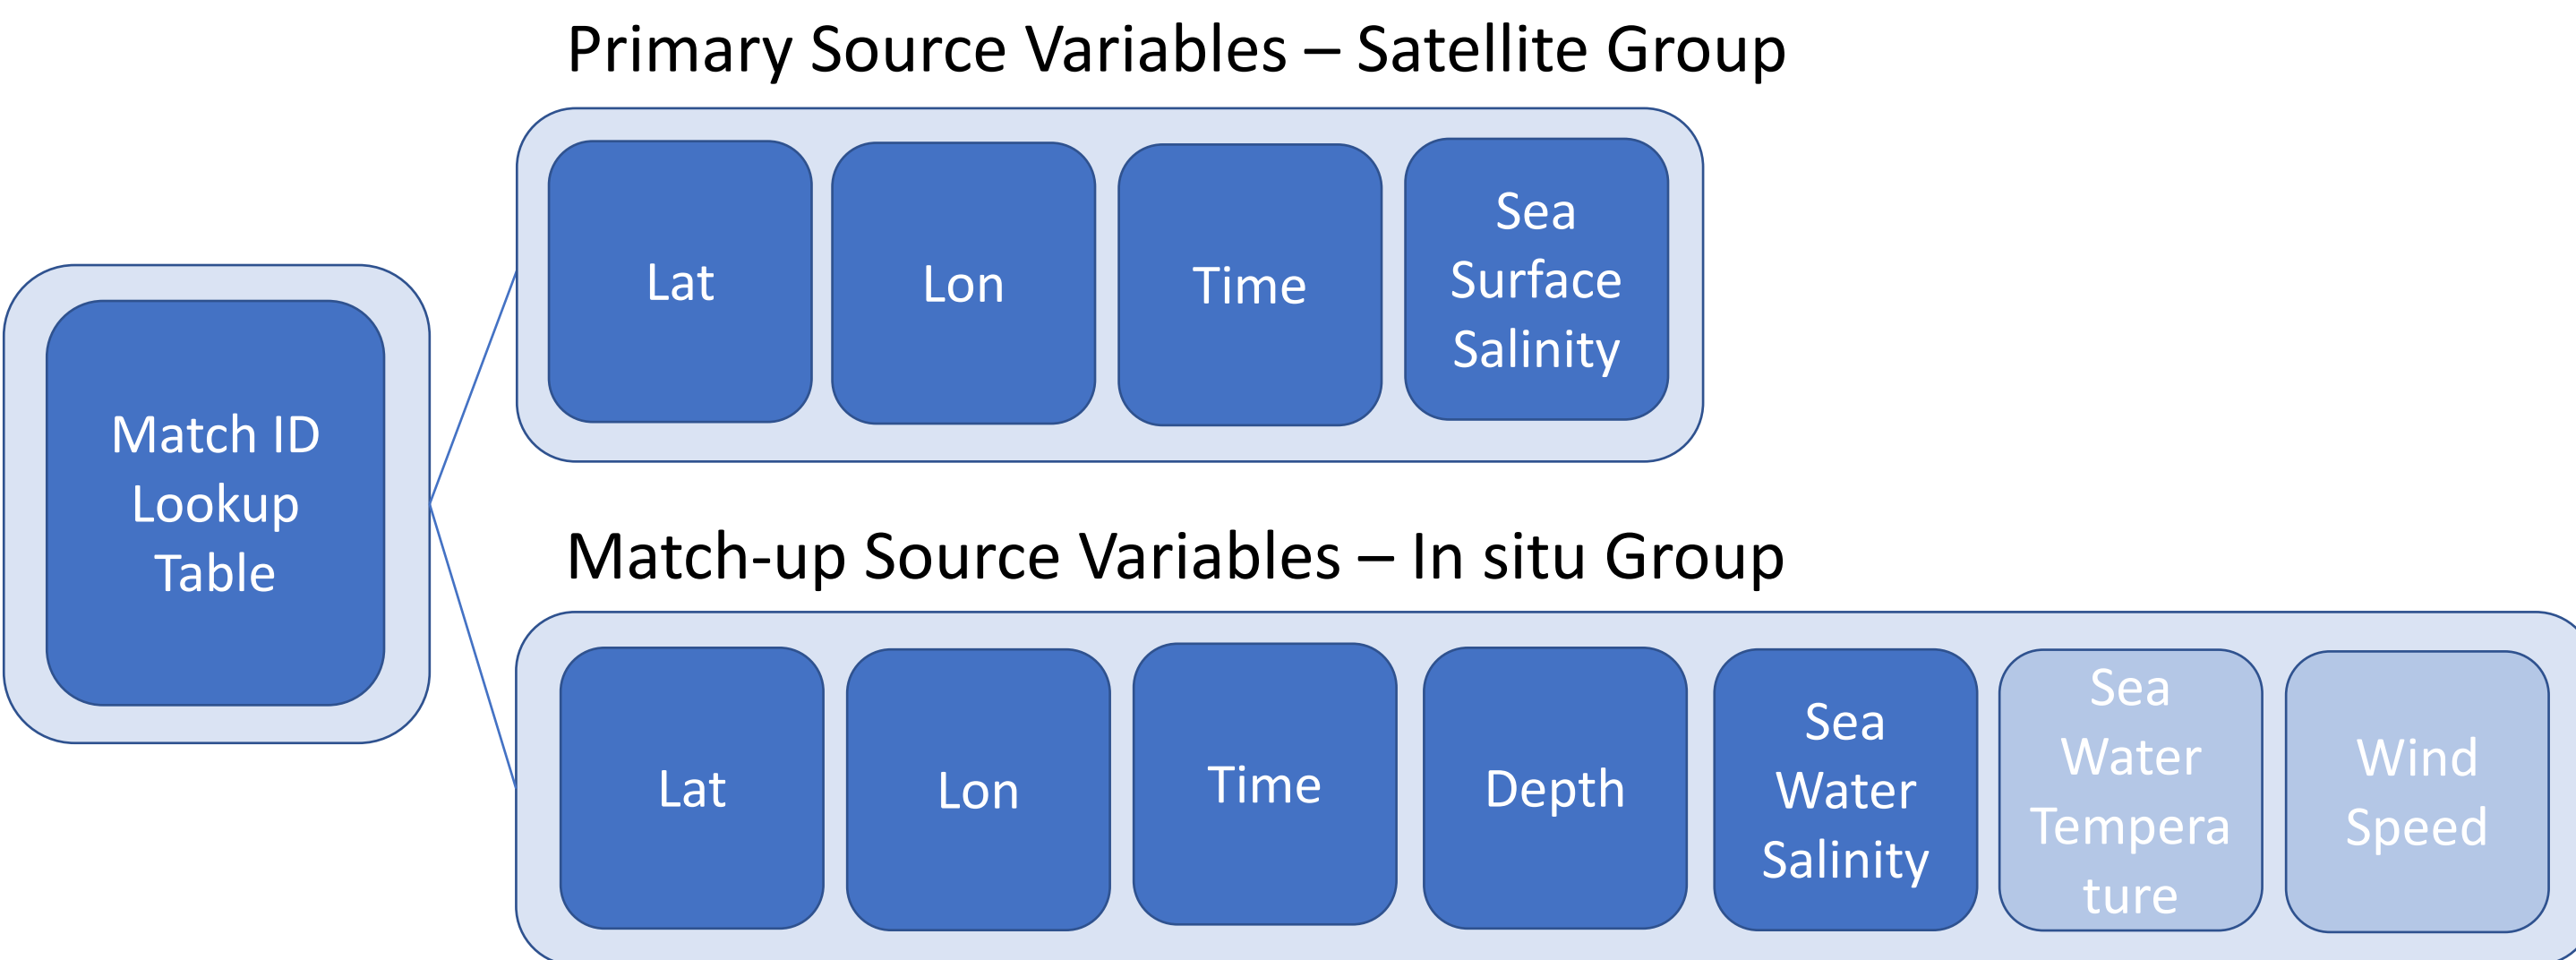 Primary Source Variables – Satellite Group
Lat
Lon
Time
Sea
Surface
Salinity
Match ID
Lookup
Table
Match-up Source Variables – In situ Group
Lat
Lon
Time
Depth
Sea
Water
Salinity
Sea
Water
Tempera
ture
Wind
Speed